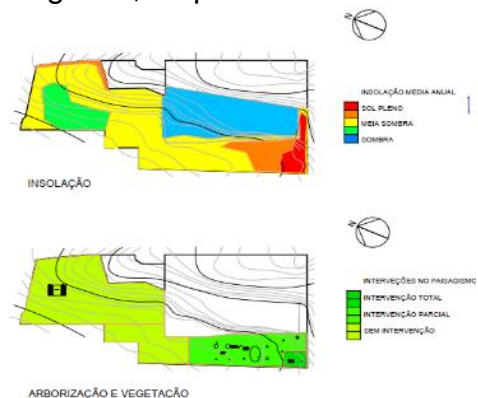 N
INSOLAÇÃO MÉDIA ANUAL
SOL PLENO
MEIA SOMBRA
SOMBRA
INSOLAÇÃO
N
INTERVEÇÕES NO PAISAGISMO
INTERVENÇÃO TOTAL
INTERVENÇÃO PARCIAL
SEM INTERVENÇÃO
ARBORIZAÇÃO E VEGETAÇÃO